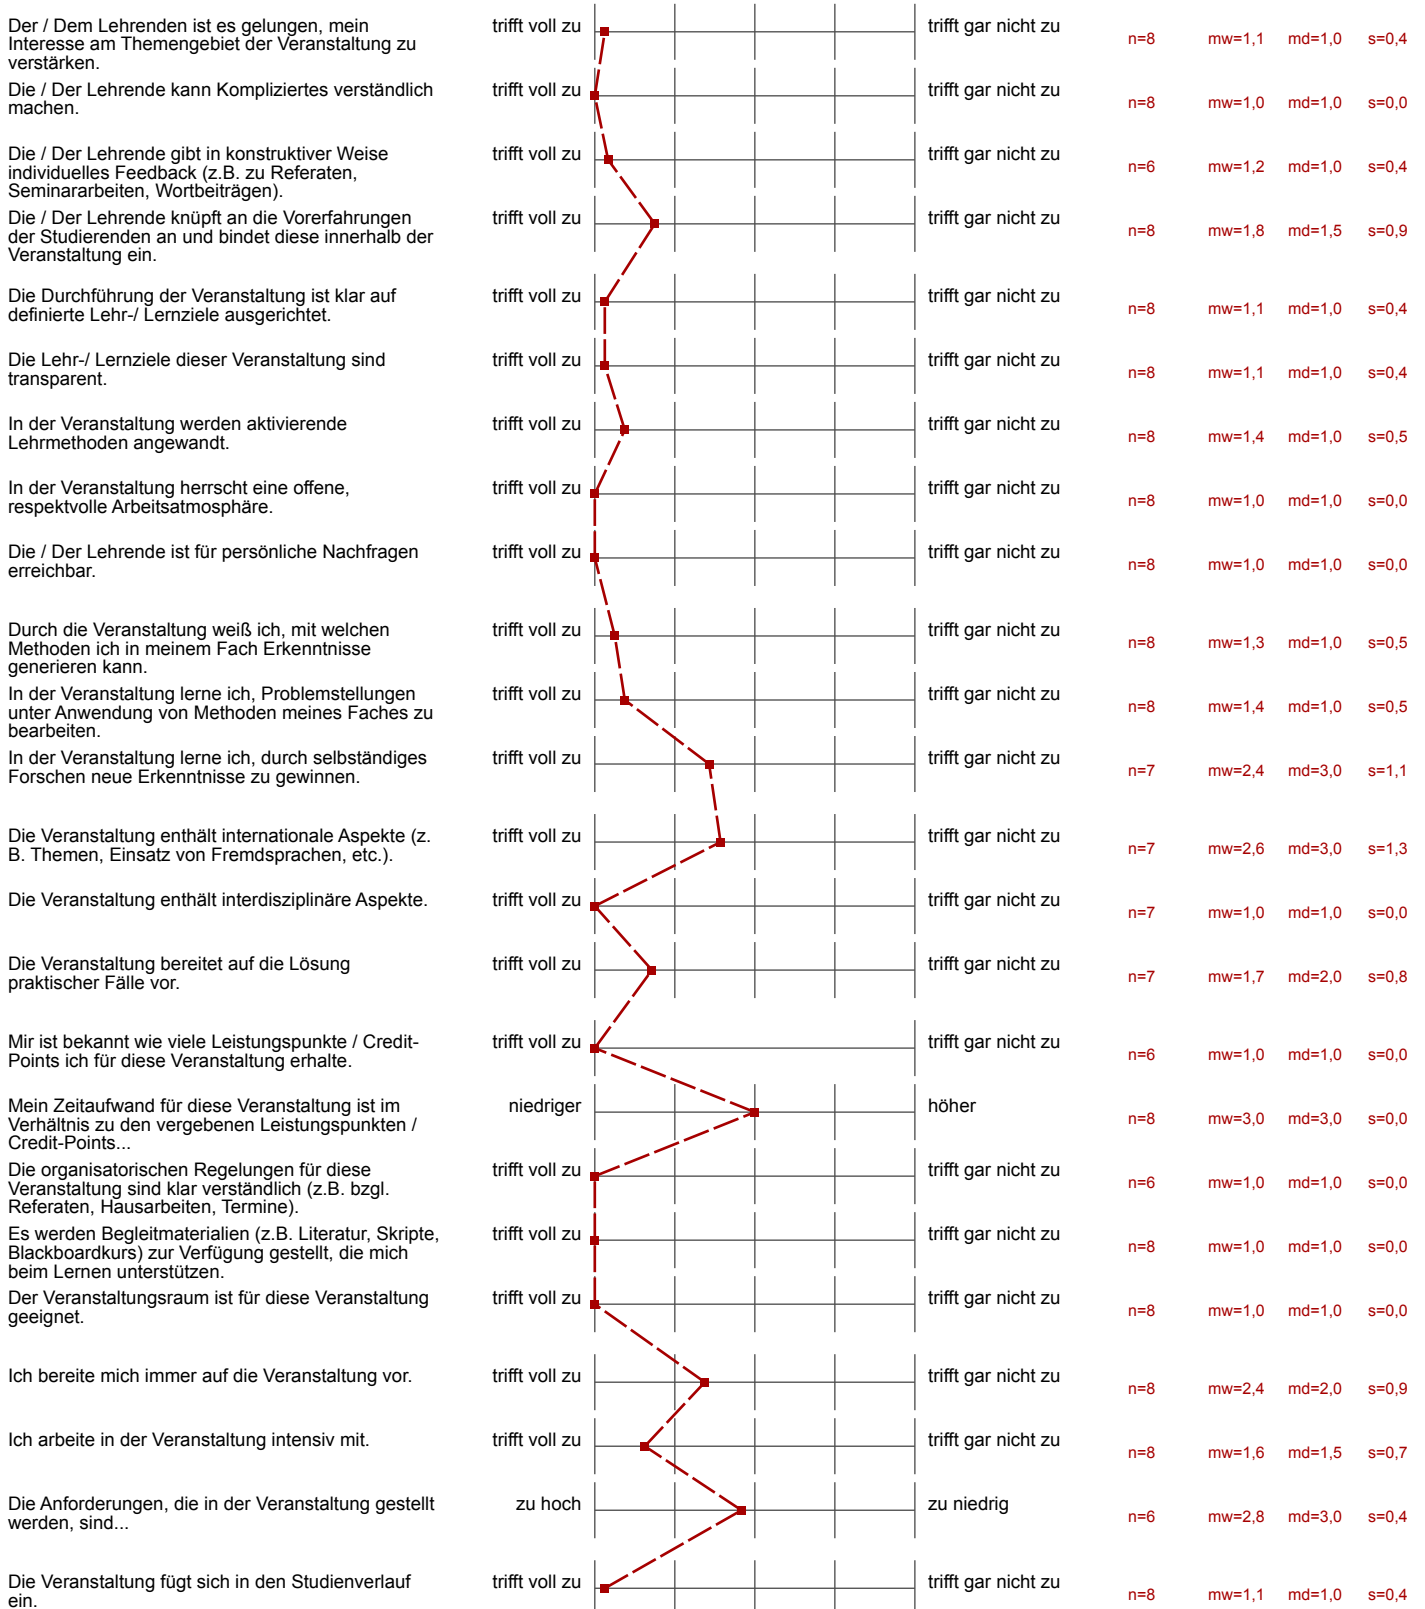 Der / Dem Lehrenden ist es gelungen, mein
Interesse am Themengebiet der Veranstaltung zu
verstärken.
trifft voll zu
trifft gar nicht zu
n=8 mw=1,1 md=1,0 s=0,4
Die / Der Lehrende kann Kompliziertes verständlich
machen.
trifft voll zu
trifft gar nicht zu
n=8 mw=1,0 md=1,0 s=0,0
Die / Der Lehrende gibt in konstruktiver Weise
individuelles Feedback (z.B. zu Referaten,
Seminararbeiten, Wortbeiträgen).
trifft voll zu
trifft gar nicht zu
n=6 mw=1,2 md=1,0 s=0,4
Die / Der Lehrende knüpft an die Vorerfahrungen
der Studierenden an und bindet diese innerhalb der
Veranstaltung ein.
trifft voll zu
trifft gar nicht zu
n=8 mw=1,8 md=1,5 s=0,9
Die Durchführung der Veranstaltung ist klar auf
definierte Lehr-/ Lernziele ausgerichtet.
trifft voll zu
trifft gar nicht zu
n=8 mw=1,1 md=1,0 s=0,4
Die Lehr-/ Lernziele dieser Veranstaltung sind
transparent.
trifft voll zu
trifft gar nicht zu
n=8 mw=1,1 md=1,0 s=0,4
In der Veranstaltung werden aktivierende
Lehrmethoden angewandt.
trifft voll zu
trifft gar nicht zu
n=8 mw=1,4 md=1,0 s=0,5
In der Veranstaltung herrscht eine offene,
respektvolle Arbeitsatmosphäre.
trifft voll zu
trifft gar nicht zu
n=8 mw=1,0 md=1,0 s=0,0
Die / Der Lehrende ist für persönliche Nachfragen
erreichbar.
trifft voll zu
trifft gar nicht zu
n=8 mw=1,0 md=1,0 s=0,0
Durch die Veranstaltung weiß ich, mit welchen
Methoden ich in meinem Fach Erkenntnisse
generieren kann.
trifft voll zu
trifft gar nicht zu
n=8 mw=1,3 md=1,0 s=0,5
In der Veranstaltung lerne ich, Problemstellungen
unter Anwendung von Methoden meines Faches zu
bearbeiten.
trifft voll zu
trifft gar nicht zu
n=8 mw=1,4 md=1,0 s=0,5
In der Veranstaltung lerne ich, durch selbständiges
Forschen neue Erkenntnisse zu gewinnen.
trifft voll zu
trifft gar nicht zu
n=7 mw=2,4 md=3,0 s=1,1
Die Veranstaltung enthält internationale Aspekte (z.
B. Themen, Einsatz von Fremdsprachen, etc.).
trifft voll zu
trifft gar nicht zu
n=7 mw=2,6 md=3,0 s=1,3
Die Veranstaltung enthält interdisziplinäre Aspekte.
trifft voll zu
trifft gar nicht zu
n=7 mw=1,0 md=1,0 s=0,0
Die Veranstaltung bereitet auf die Lösung
praktischer Fälle vor.
trifft voll zu
trifft gar nicht zu
n=7 mw=1,7 md=2,0 s=0,8
Mir ist bekannt wie viele Leistungspunkte / Credit-
Points ich für diese Veranstaltung erhalte.
trifft voll zu
trifft gar nicht zu
n=6 mw=1,0 md=1,0 s=0,0
Mein Zeitaufwand für diese Veranstaltung ist im
Verhältnis zu den vergebenen Leistungspunkten /
Credit-Points...
niedriger
höher
n=8 mw=3,0 md=3,0 s=0,0
Die organisatorischen Regelungen für diese
Veranstaltung sind klar verständlich (z.B. bzgl.
Referaten, Hausarbeiten, Termine).
trifft voll zu
trifft gar nicht zu
n=6 mw=1,0 md=1,0 s=0,0
Es werden Begleitmaterialien (z.B. Literatur, Skripte,
Blackboardkurs) zur Verfügung gestellt, die mich
beim Lernen unterstützen.
trifft voll zu
trifft gar nicht zu
n=8 mw=1,0 md=1,0 s=0,0
Der Veranstaltungsraum ist für diese Veranstaltung
geeignet.
trifft voll zu
trifft gar nicht zu
n=8 mw=1,0 md=1,0 s=0,0
Ich bereite mich immer auf die Veranstaltung vor.
trifft voll zu
trifft gar nicht zu
n=8 mw=2,4 md=2,0 s=0,9
Ich arbeite in der Veranstaltung intensiv mit.
trifft voll zu
trifft gar nicht zu
n=8 mw=1,6 md=1,5 s=0,7
Die Anforderungen, die in der Veranstaltung gestellt
werden, sind...
zu hoch
zu niedrig
n=6 mw=2,8 md=3,0 s=0,4
Die Veranstaltung fügt sich in den Studienverlauf
ein.
trifft voll zu
trifft gar nicht zu
n=8 mw=1,1 md=1,0 s=0,4